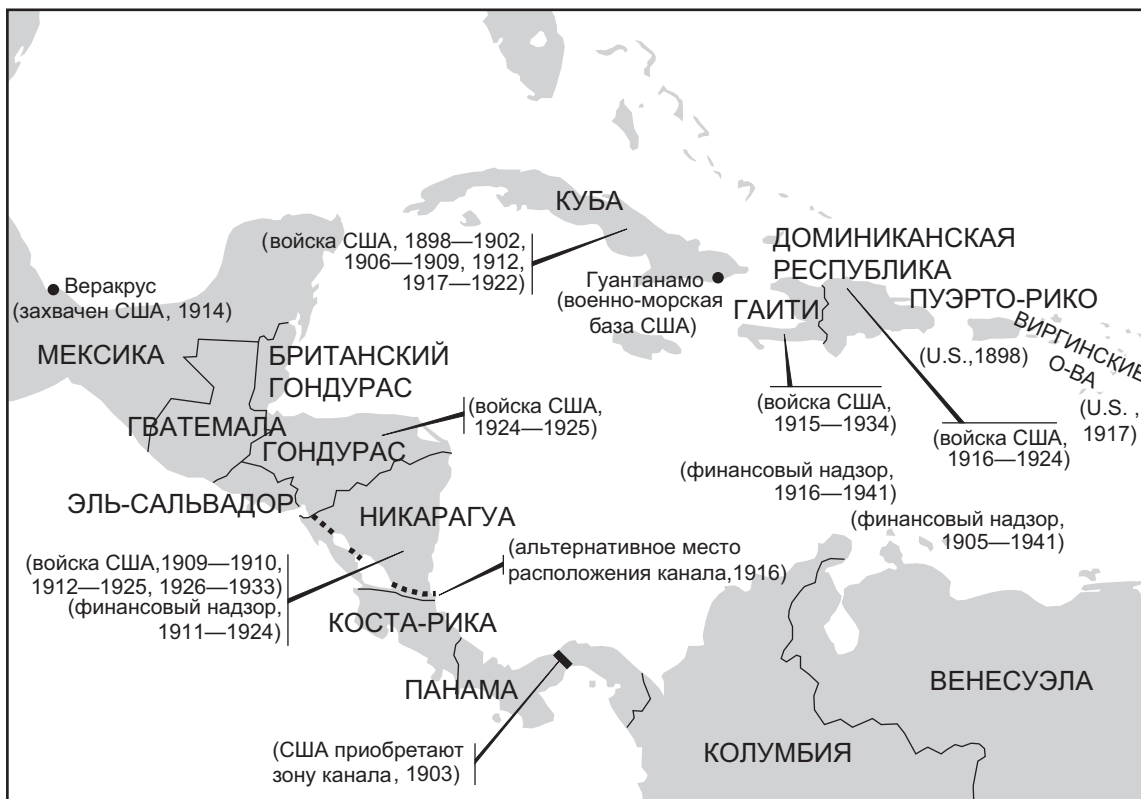 КУБА
(войска США, 1898—1902,
1906—1909, 1912,
1917—1922)
ДОМИНИКАНСКАЯ
РЕСПУБЛИКА
Веракрус
(захвачен США, 1914)
Гуантанамо
(военно-морская
база США)
ГАИТИ
ПУЭРТО-РИКО
(U.S.,1898)
ВИРГИНСКИЕ
О-ВА
(U.S. ,
1917)
МЕКСИКА
БРИТАНСКИЙ
ГОНДУРАС
ГВАТЕМАЛА
ГОНДУРАС
(войска США,
1924—1925)
(войска США,
1915—1934)
(войска США,
1916—1924)
(финансовый надзор,
1916—1941)
(финансовый надзор,
1905—1941)
ЭЛЬ-САЛЬВАДОР
НИКАРАГУА
(войска США,1909—1910,
1912—1925, 1926—1933)
(финансовый надзор,
1911—1924)
(альтернативное место
расположения канала,1916)
КОСТА-РИКА
ПАНАМА
ВЕНЕСУЭЛА
КОЛУМБИЯ
(США приобретают
зону канала, 1903)